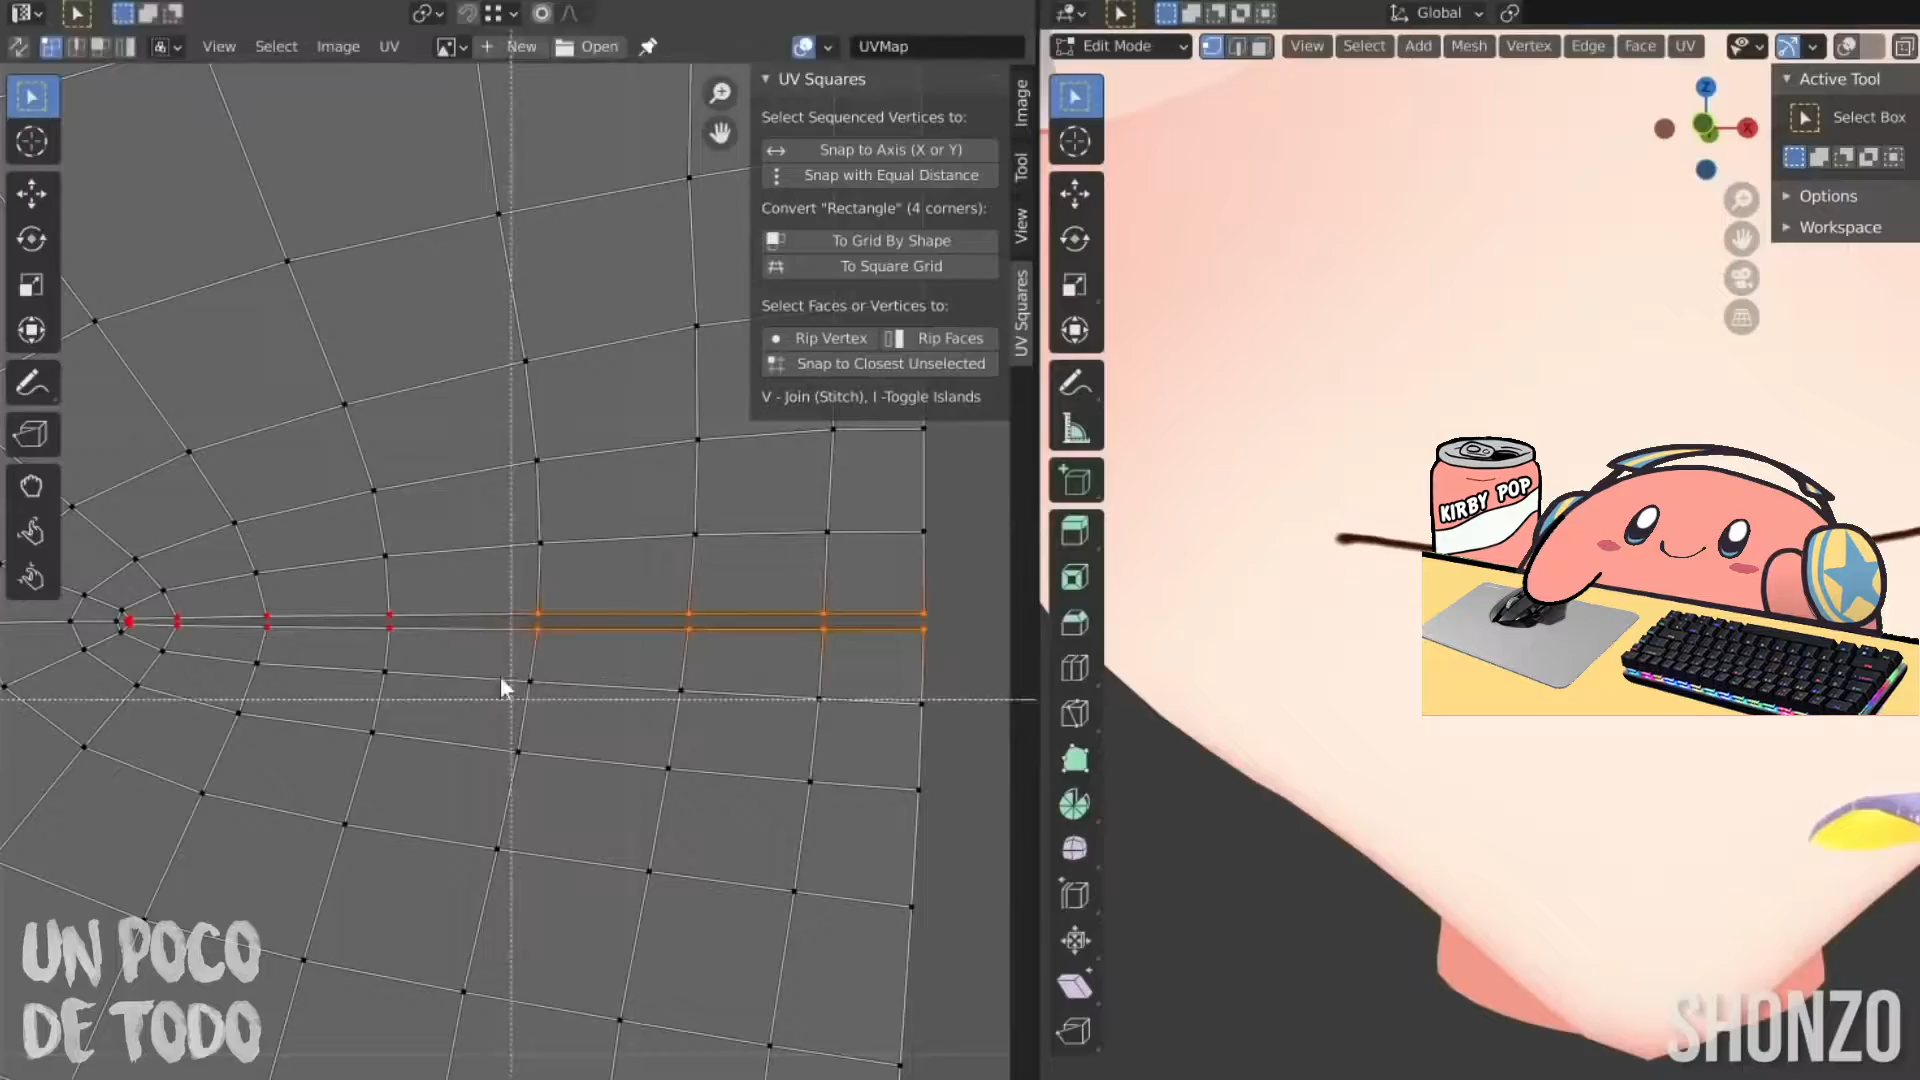 View Select Image UV New Open UVMap
UV Squares
Select Sequenced Vertices to:
Snap to Axis (X or Y)
Snap with Equal Distance
Convert "Rectangle" (4 corners):
To Grid By Shape
To Square Grid
Select Faces or Vertices to:
Rip Vertex Rip Faces
Snap to Closest Unselected
V - Join (Stitch), I -Toggle Islands
Image
Tool
View
UV Squares
Global
Edit Mode View Select Add Mesh Vertex Edge Face UV
Z
X
Active Tool
Select Box
Options
Workspace
KIRBY POP
UN POCO
DE TODO
SHONZO